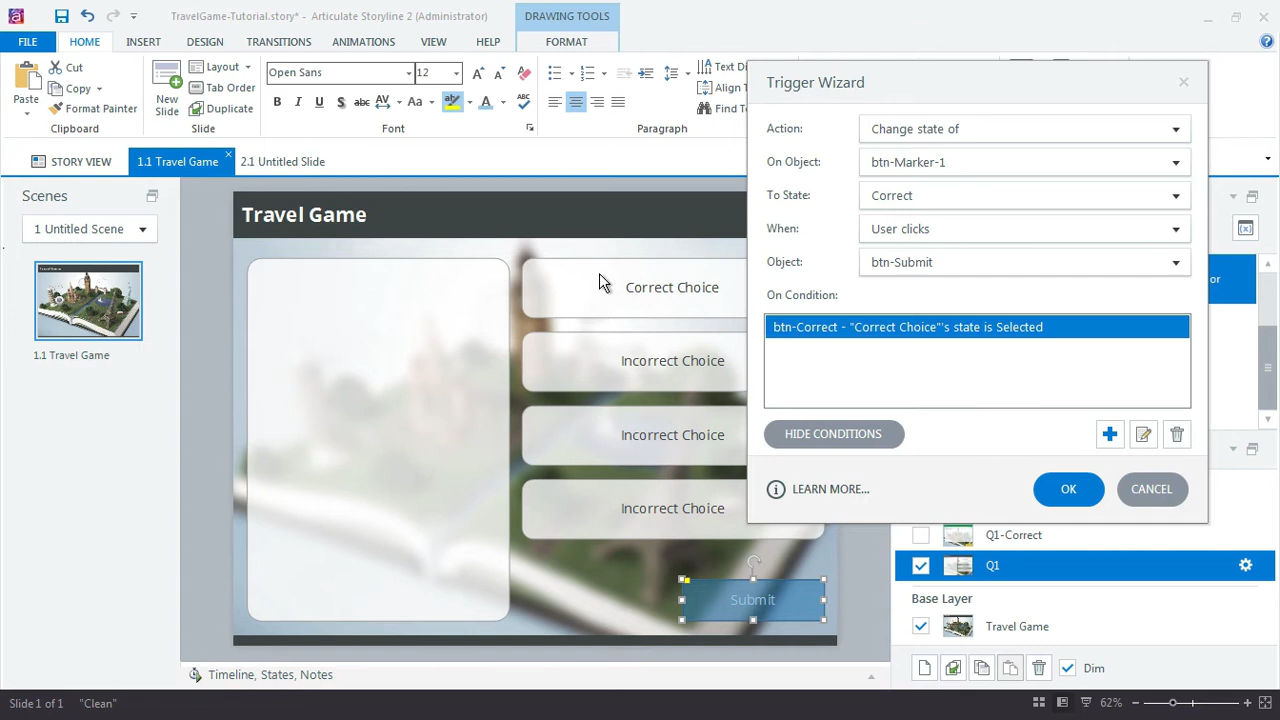 TravelGame-Tutorial.story* - Articulate Storyline 2 (Administrator)
DRAWING TOOLS
FILE
HOME
INSERT
DESIGN
TRANSITIONS
ANIMATIONS
VIEW
HELP
FORMAT
Paste
Cut
Copy
Format Painter
Clipboard
New
Slide
Layout
Tab Order
Duplicate
Slide
Open Sans
12
B
I
U
S
abc
AV
Aa
A
ABC
Font
Text Di
Align T
Find To
Paragraph
STORY VIEW
1.1 Travel Game
2.1 Untitled Slide
Scenes
1 Untitled Scene
1.1 Travel Game
Travel Game
Correct Choice
Incorrect Choice
Incorrect Choice
Incorrect Choice
Submit
Trigger Wizard
Action:
Change state of
On Object:
btn-Marker-1
To State:
Correct
When:
User clicks
Object:
btn-Submit
On Condition:
btn-Correct - "Correct Choice"'s state is Selected
HIDE CONDITIONS
LEARN MORE...
OK
CANCEL
or
(x)
Q1-Correct
Q1
Base Layer
Travel Game
Dim
Timeline, States, Notes
Slide 1 of 1
"Clean"
62%